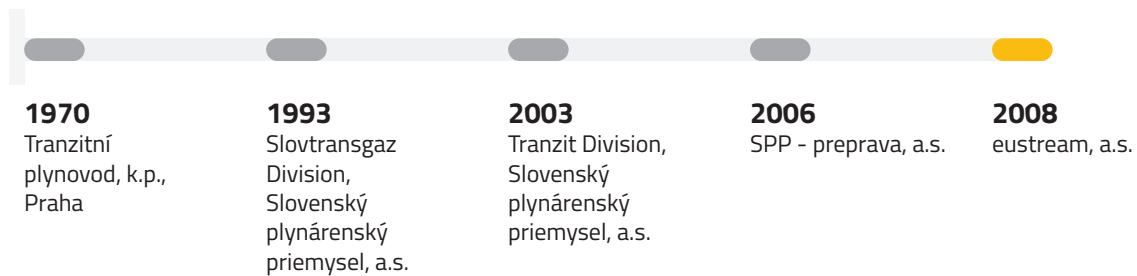 1970
Tranzitní
plynovod, k.p.,
Praha
1993
Slovtransgaz
Division,
Slovenský
plynárenský
priemysel, a.s.
2003
Tranzit Division,
Slovenský
plynárenský
priemysel, a.s.
2006
SPP - preprava, a.s.
2008
eustream, a.s.